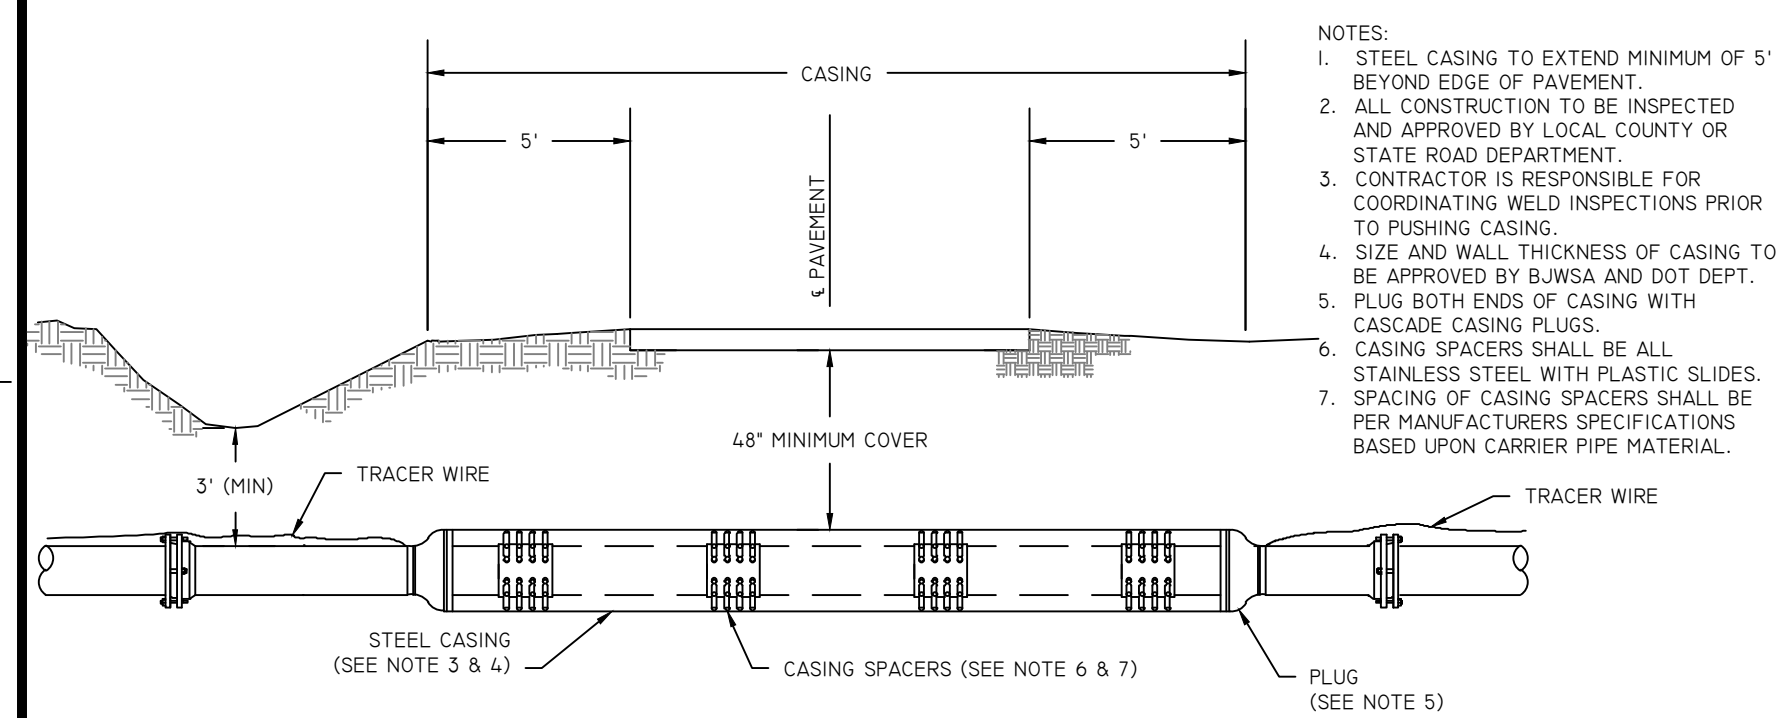 NOTES:
1. STEEL CASING TO EXTEND MINIMUM OF 5'
BEYOND EDGE OF PAVEMENT.
2. ALL CONSTRUCTION TO BE INSPECTED
AND APPROVED BY LOCAL COUNTY OR
STATE ROAD DEPARTMENT.
3. CONTRACTOR IS RESPONSIBLE FOR
COORDINATING WELD INSPECTIONS PRIOR
TO PUSHING CASING.
4. SIZE AND WALL THICKNESS OF CASING TO
BE APPROVED BY BJWSA AND DOT DEPT.
5. PLUG BOTH ENDS OF CASING WITH
CASCADE CASING PLUGS.
6. CASING SPACERS SHALL BE ALL
STAINLESS STEEL WITH PLASTIC SLIDES.
7. SPACING OF CASING SPACERS SHALL BE
PER MANUFACTURERS SPECIFICATIONS
BASED UPON CARRIER PIPE MATERIAL.
CASING
5'
5'
℄ PAVEMENT
48" MINIMUM COVER
3' (MIN)
TRACER WIRE
TRACER WIRE
STEEL CASING
(SEE NOTE 3 & 4)
CASING SPACERS (SEE NOTE 6 & 7)
PLUG
(SEE NOTE 5)